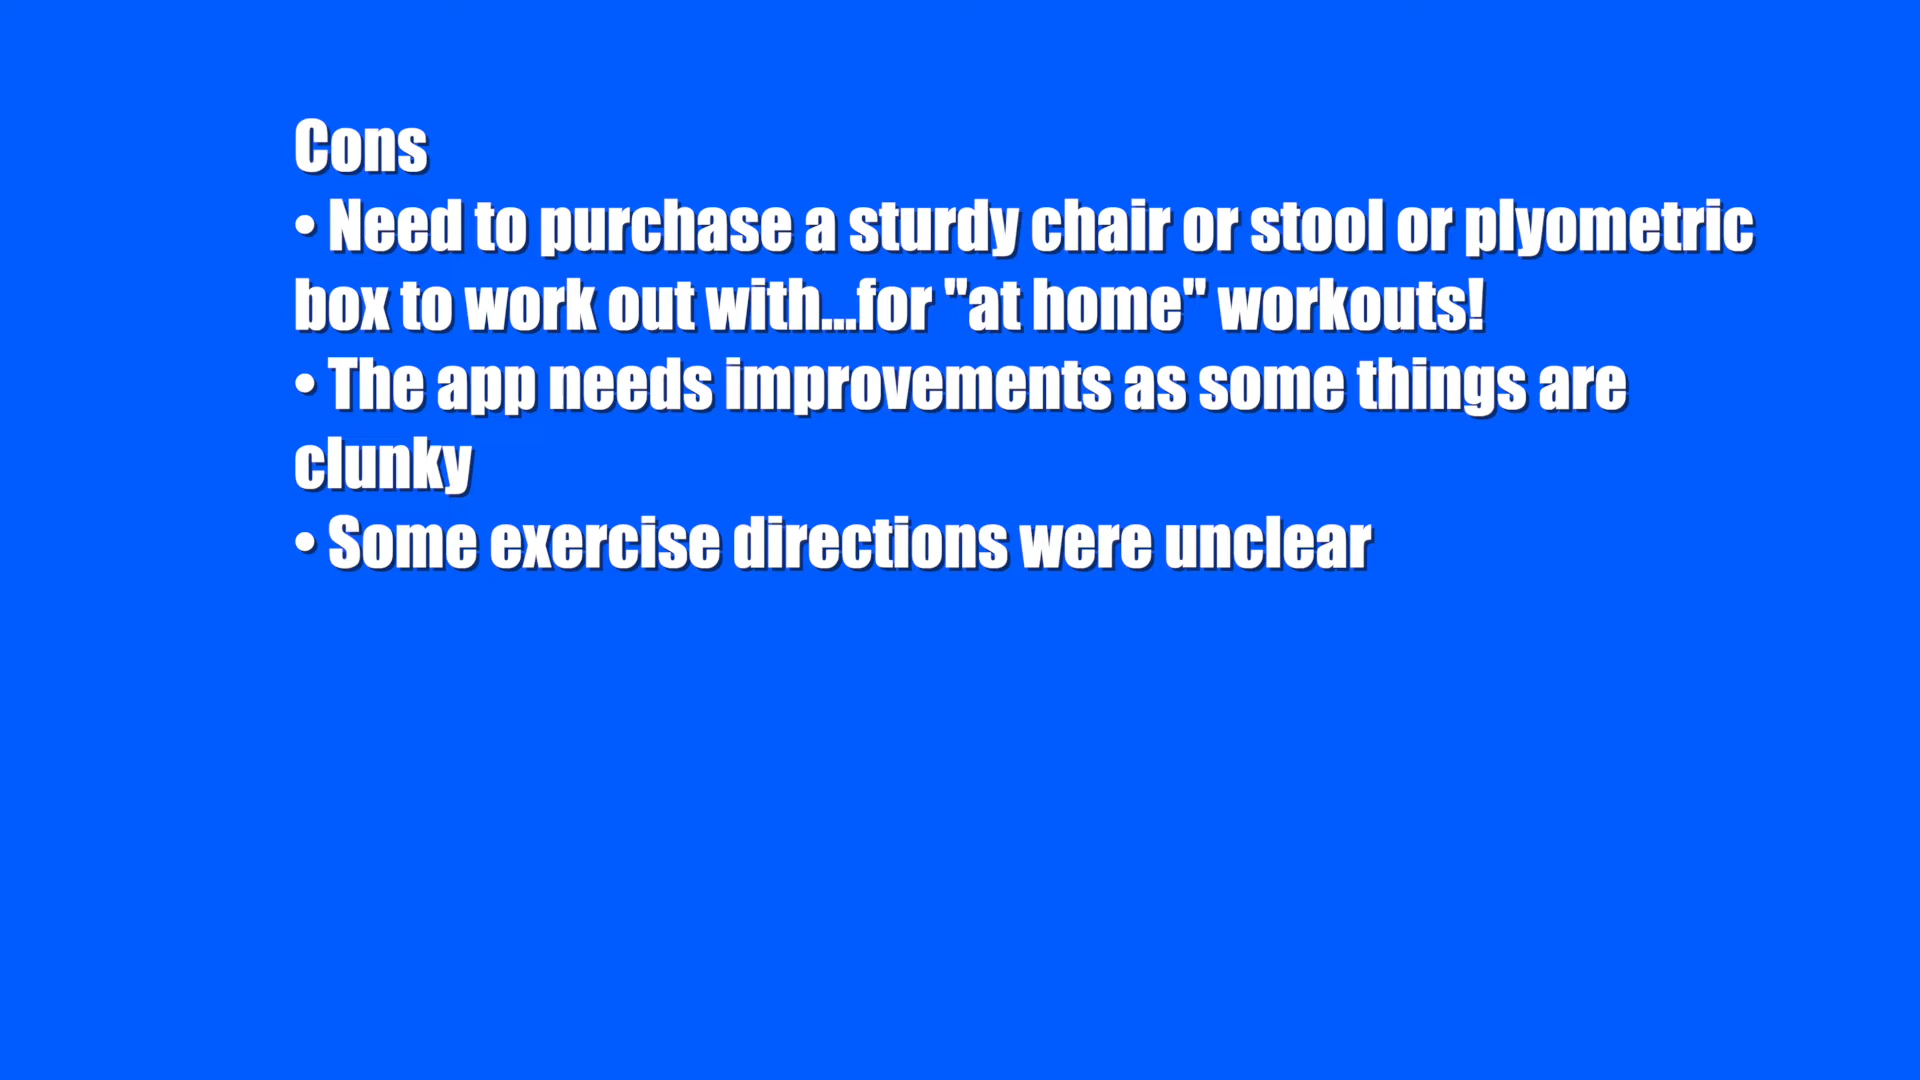 Cons
• Need to purchase a sturdy chair or stool or plyometric
box to work out with...for "at home" workouts!
• The app needs improvements as some things are
clunky
• Some exercise directions were unclear